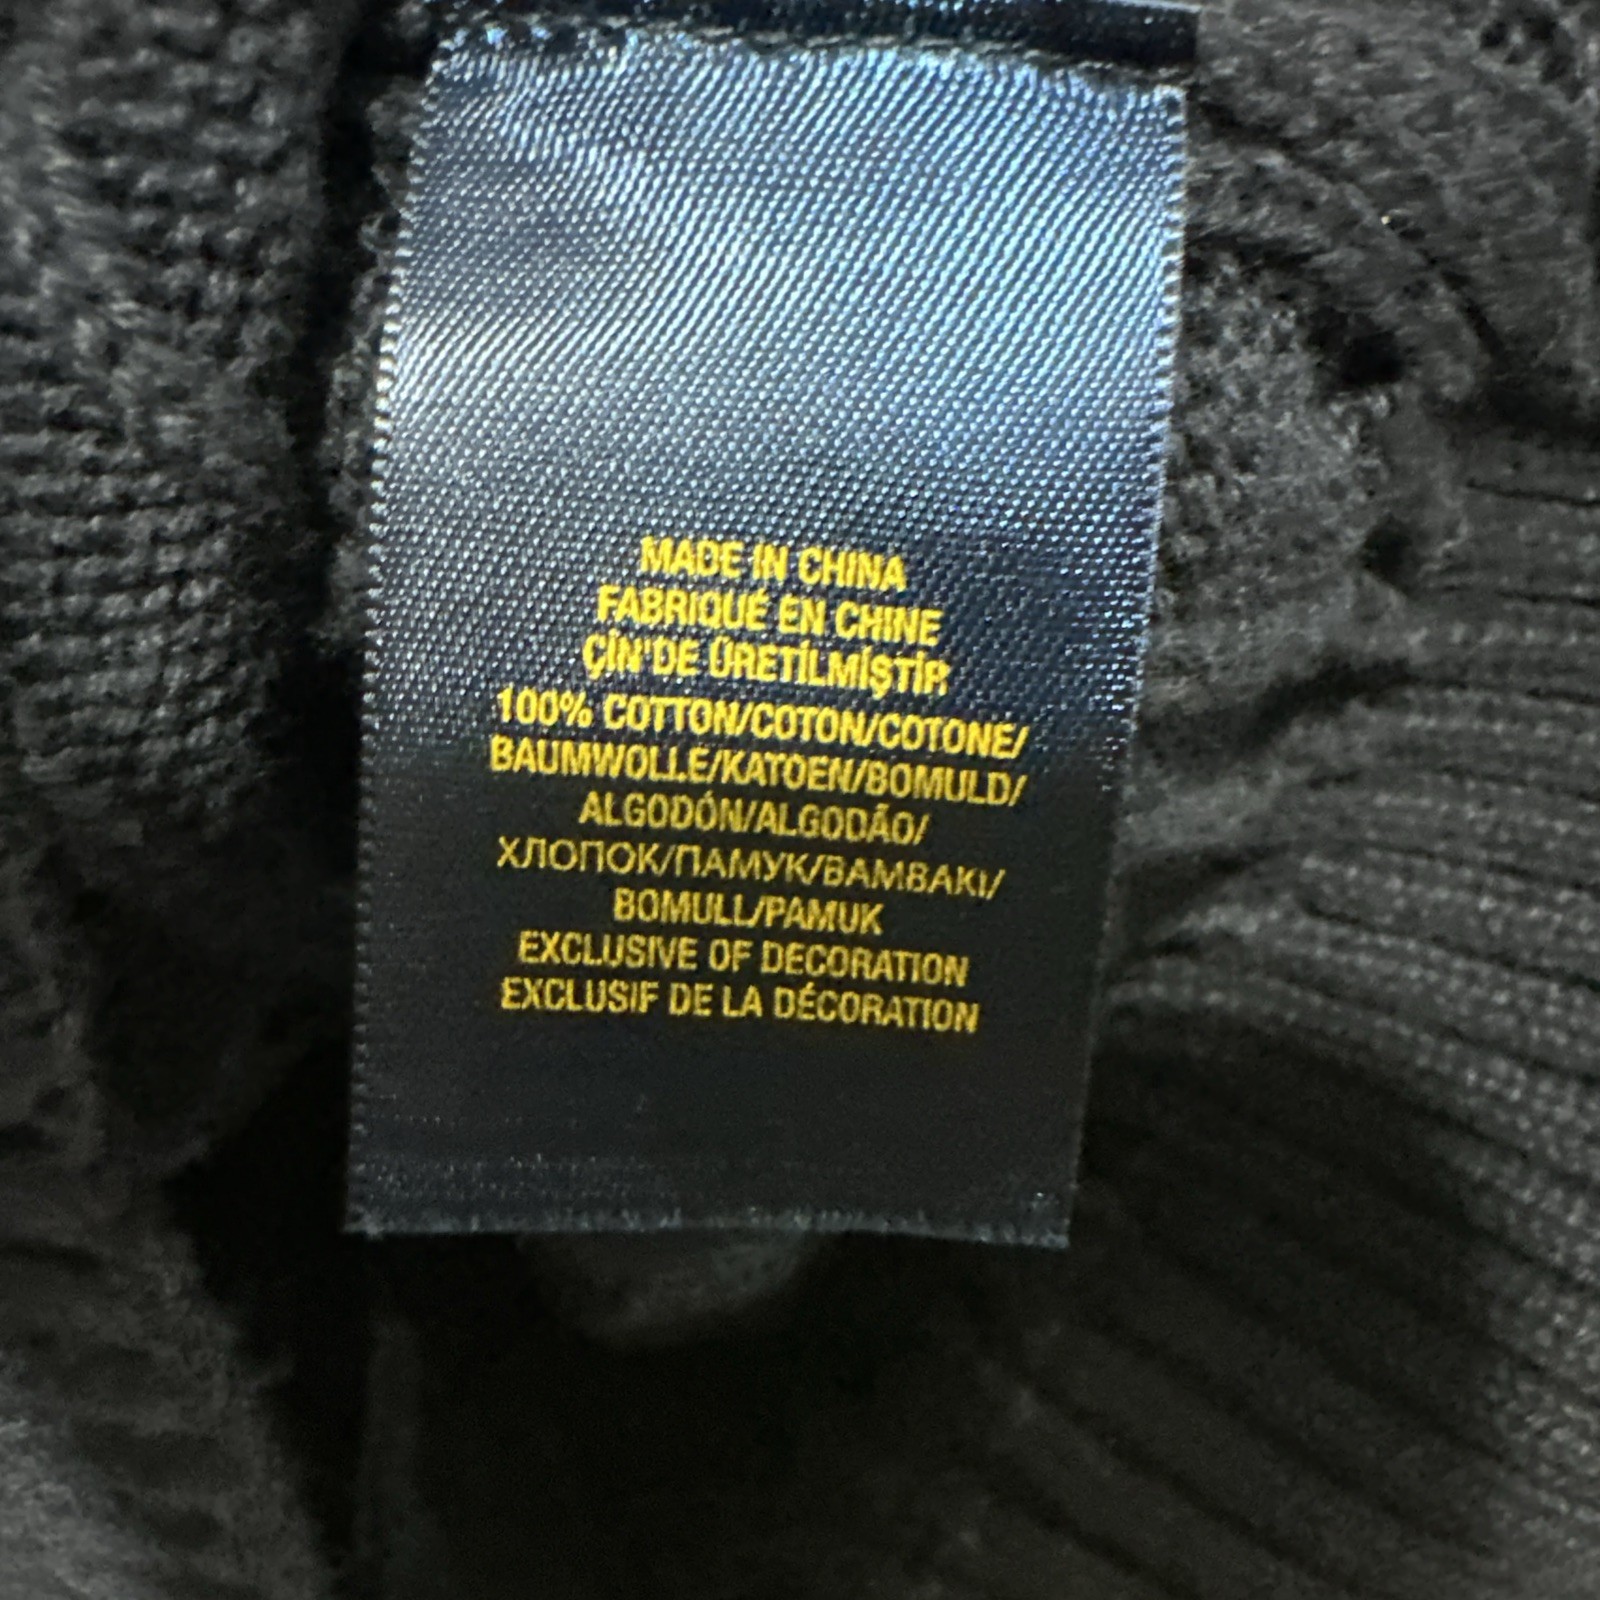 MADE IN CHINA
FABRIQUÉ EN CHINE
ÇİN'DE ÜRETİLMİŞTİR
100% COTTON/COTON/COTONE/
BAUMWOLLE/KATOEN/BOMULD/
ALGODÓN/ALGODÃO/
ХЛОПОК/ПАМУК/ΒΑΜΒΑΚΙ/
BOMULL/PAMUK
EXCLUSIVE OF DECORATION
EXCLUSIF DE LA DÉCORATION